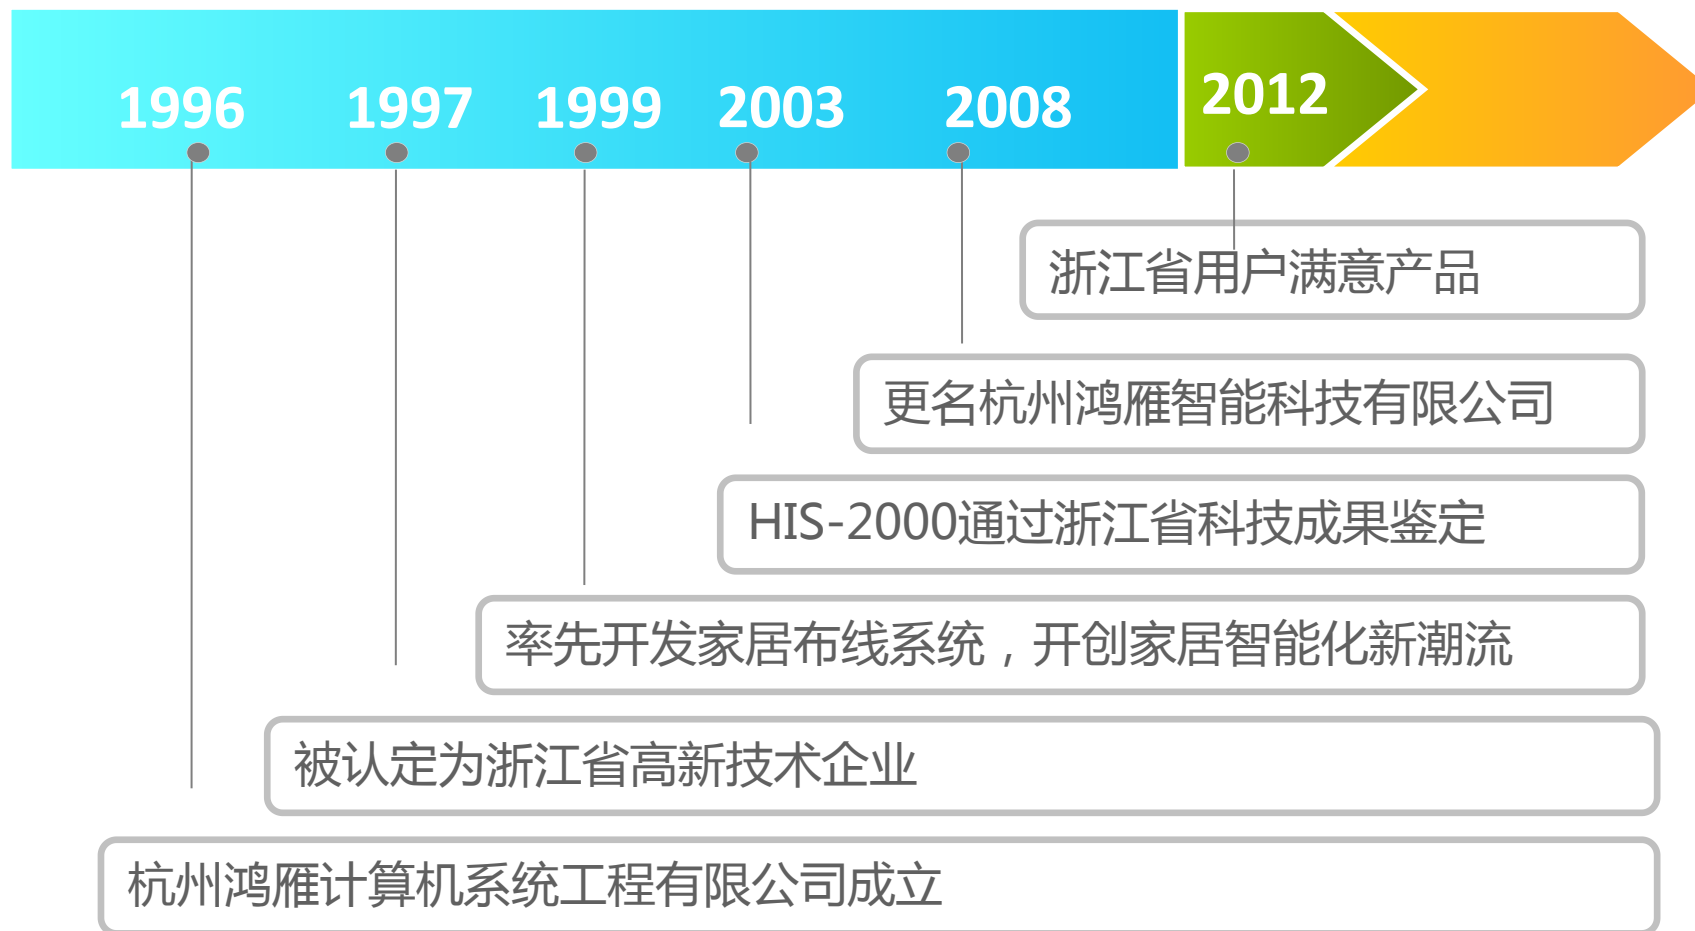 1996 1997 1999 2003 2008 2012
浙江省用户满意产品
更名杭州鸿雁智能科技有限公司
HIS-2000通过浙江省科技成果鉴定
率先开发家居布线系统，开创家居智能化新潮流
被认定为浙江省高新技术企业
杭州鸿雁计算机系统工程有限公司成立